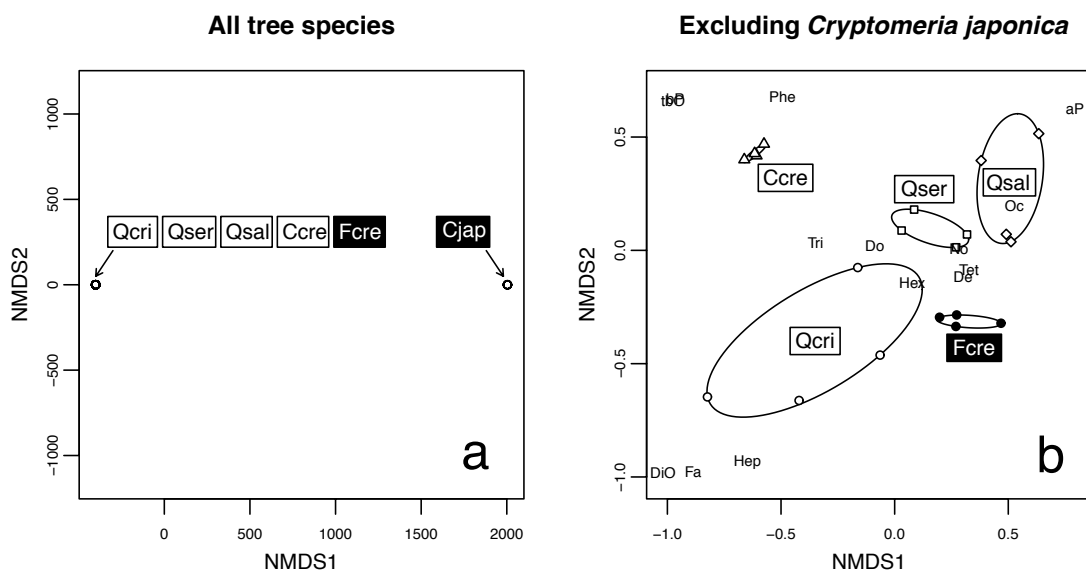 All tree species
Excluding Cryptomeria japonica
NMDS2
1000
500
0
−500
−1000
Qcri Qser Qsal Ccre Fcre Cjap
a
0 500 1000 1500 2000
NMDS1
NMDS2
0.5
0.0
−0.5
−1.0
bP
tbO
Phe
aP
Ccre
Qser
Qsal
Oc
Tri
Do
No
Tet
De
Hex
Qcri
Fcre
DiO
Fa
Hep
b
−1.0 −0.5 0.0 0.5
NMDS1